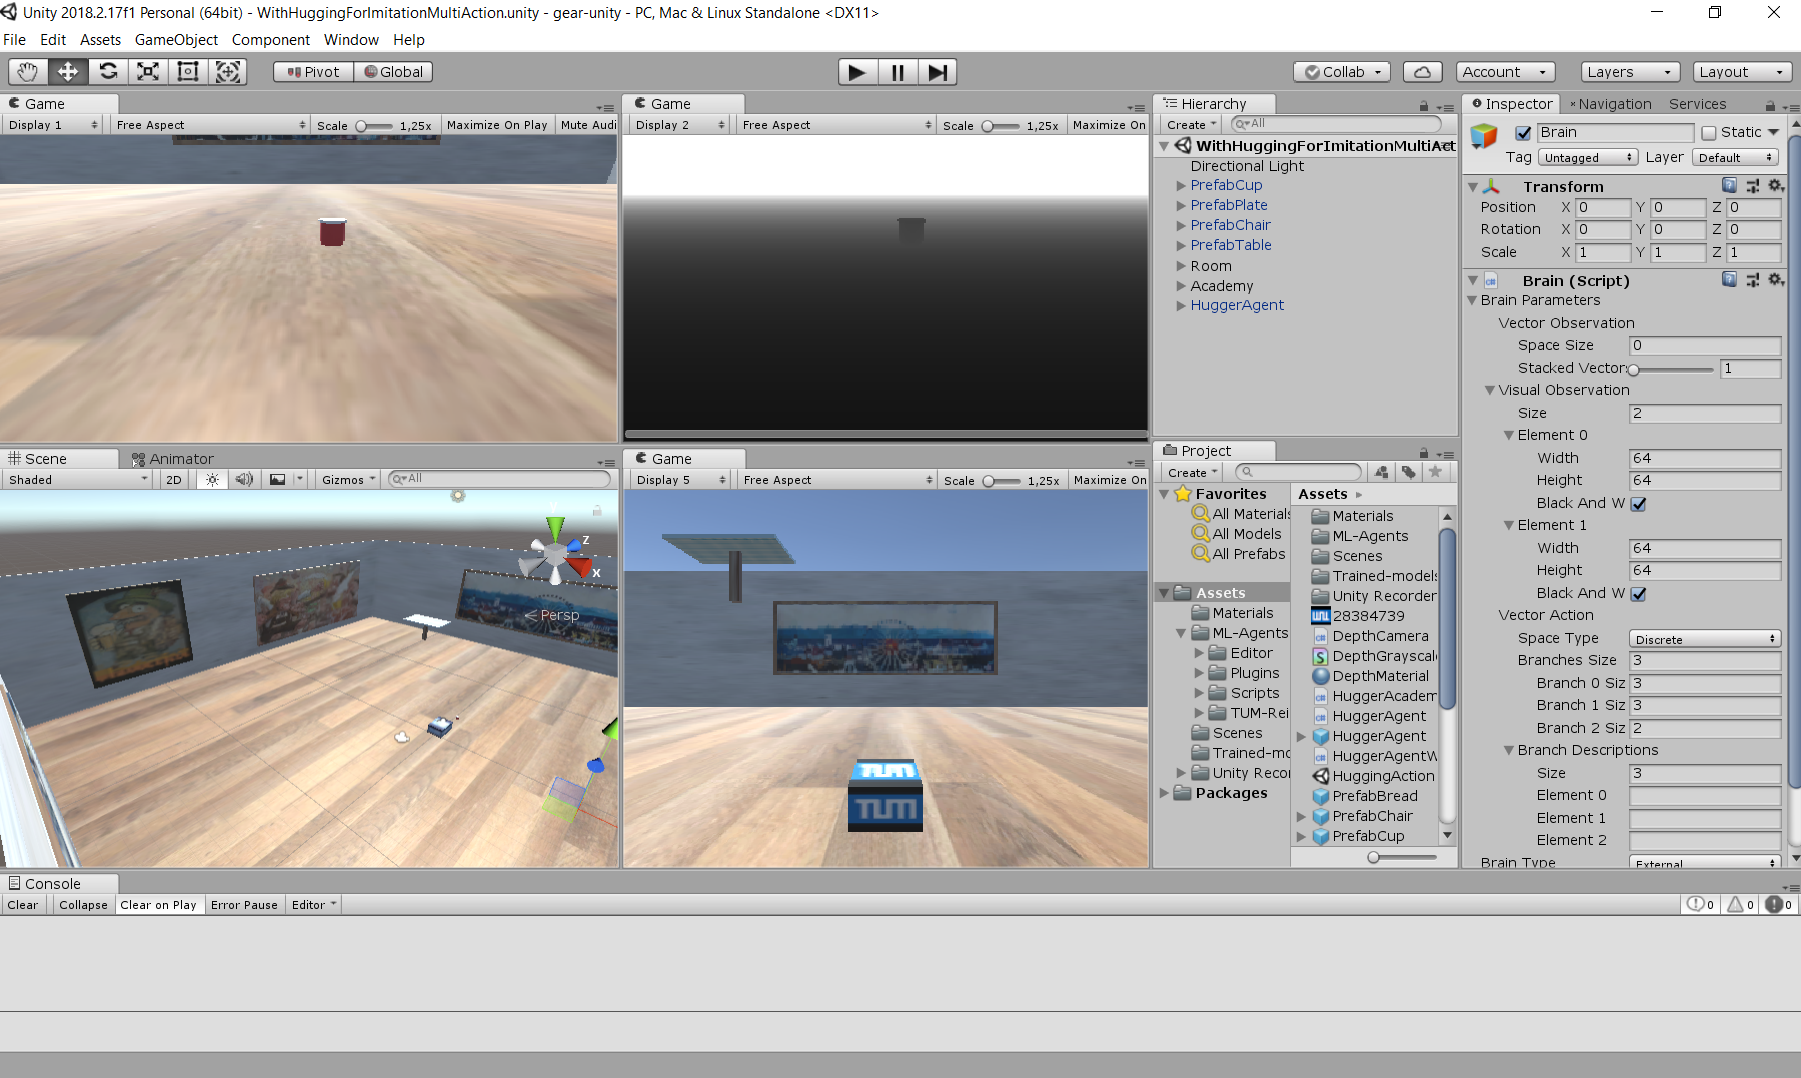 Unity 2018.2.17f1 Personal (64bit) - WithHuggingForImitationMultiAction.unity - gear-unity - PC, Mac & Linux Standalone <DX11>
File Edit Assets GameObject Component Window Help
Pivot Global Collab Account Layers Layout
Game
Display 1 Free Aspect Scale 1,25x Maximize On Play Mute Audi
Game
Display 2 Free Aspect Scale 1,25x Maximize On
Scene Animator
Shaded 2D Gizmos All
Z
X
Persp
Game
Display 5 Free Aspect Scale 1,25x Maximize On
TUM
TUM
Hierarchy
Create All
WithHuggingForImitationMultiAct
Directional Light
PrefabCup
PrefabPlate
PrefabChair
PrefabTable
Room
Academy
HuggerAgent
Project
Create
Favorites
All Materials
All Models
All Prefabs
Assets
Materials
ML-Agents
Editor
Plugins
Scripts
TUM-Rei
Scenes
Trained-mo
Unity Reco
Packages
Assets
Materials
ML-Agents
Scenes
Trained-models
Unity Recorder
28384739
DepthCamera
DepthGrayscale
DepthMaterial
HuggerAcadem
HuggerAgent
HuggerAgent
HuggerAgentW
HuggingAction
PrefabBread
PrefabChair
PrefabCup
Inspector Navigation Services
Brain Static
Tag Untagged Layer Default
Transform
Position X 0 Y 0 Z 0
Rotation X 0 Y 0 Z 0
Scale X 1 Y 1 Z 1
Brain (Script)
Brain Parameters
Vector Observation
Space Size 0
Stacked Vector 1
Visual Observation
Size 2
Element 0
Width 64
Height 64
Black And W
Element 1
Width 64
Height 64
Black And W
Vector Action
Space Type Discrete
Branches Size 3
Branch 0 Siz 3
Branch 1 Siz 3
Branch 2 Siz 2
Branch Descriptions
Size 3
Element 0
Element 1
Element 2
Brain Type External
Console
Clear Collapse Clear on Play Error Pause Editor 0 0 0